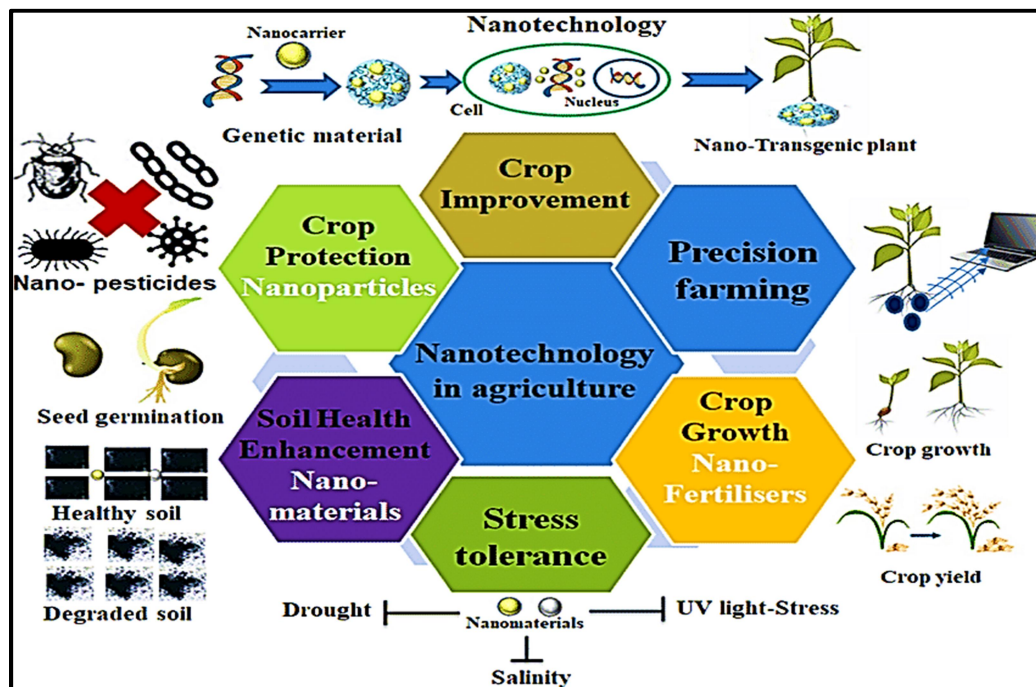 Nanotechnology
Nanocarrier
Cell
Nucleus
Genetic material
Nano-Transgenic plant
Crop
Improvement
Crop
Protection
Nanoparticles
Precision
farming
Nano- pesticides
Nanotechnology
in agriculture
Seed germination
Soil Health
Enhancement
Nano-
materials
Crop
Growth
Nano-
Fertilisers
Crop growth
Healthy soil
Stress
tolerance
Crop yield
Degraded soil
Drought
Nanomaterials
UV light-Stress
Salinity